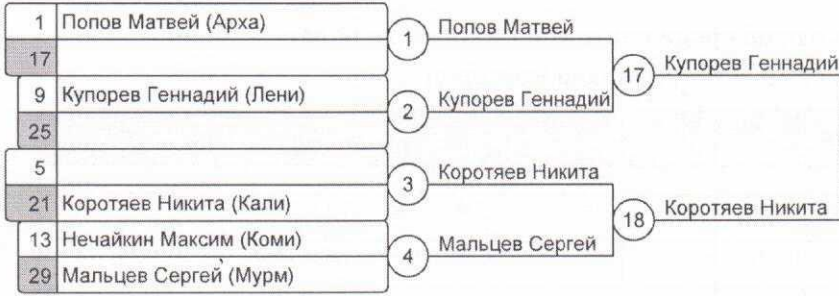 1 Попов Матвей (Арха)
17
1 Попов Матвей
9 Купорев Геннадий (Лени)
25
2 Купорев Геннадий
17 Купорев Геннадий
5
21 Коротяев Никита (Кали)
3 Коротяев Никита
13 Нечайкин Максим (Коми)
29 Мальцев Сергей (Мурм)
4 Мальцев Сергей
18 Коротяев Никита